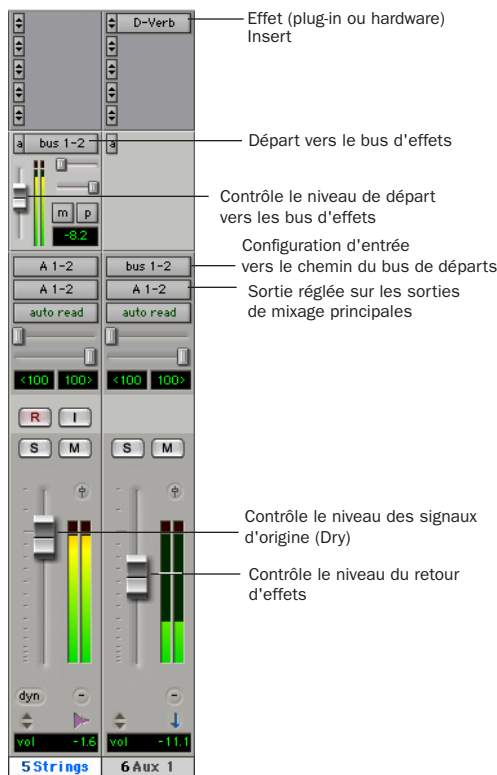 D-Verb
Effet (plug-in ou hardware)
Insert
a bus 1-2
a
Départ vers le bus d'effets
m p
-8.2
Contrôle le niveau de départ
vers les bus d'effets
Configuration d'entrée
vers le chemin du bus de départs
A 1-2
bus 1-2
A 1-2
A 1-2
Sortie réglée sur les sorties
de mixage principales
auto read
auto read
<100 100>
<100 100>
R I
S M
S M
Contrôle le niveau des signaux
d'origine (Dry)
Contrôle le niveau du retour
d'effets
dyn
vol -1.6
vol -11.1
5 Strings
6 Aux 1